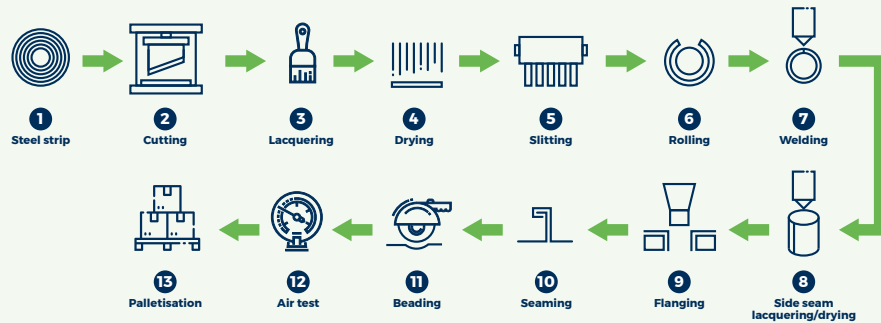 1
Steel strip
2
Cutting
3
Lacquering
4
Drying
5
Slitting
6
Rolling
7
Welding
8
Side seam
lacquering/drying
9
Flanging
10
Seaming
11
Beading
12
Air test
13
Palletisation